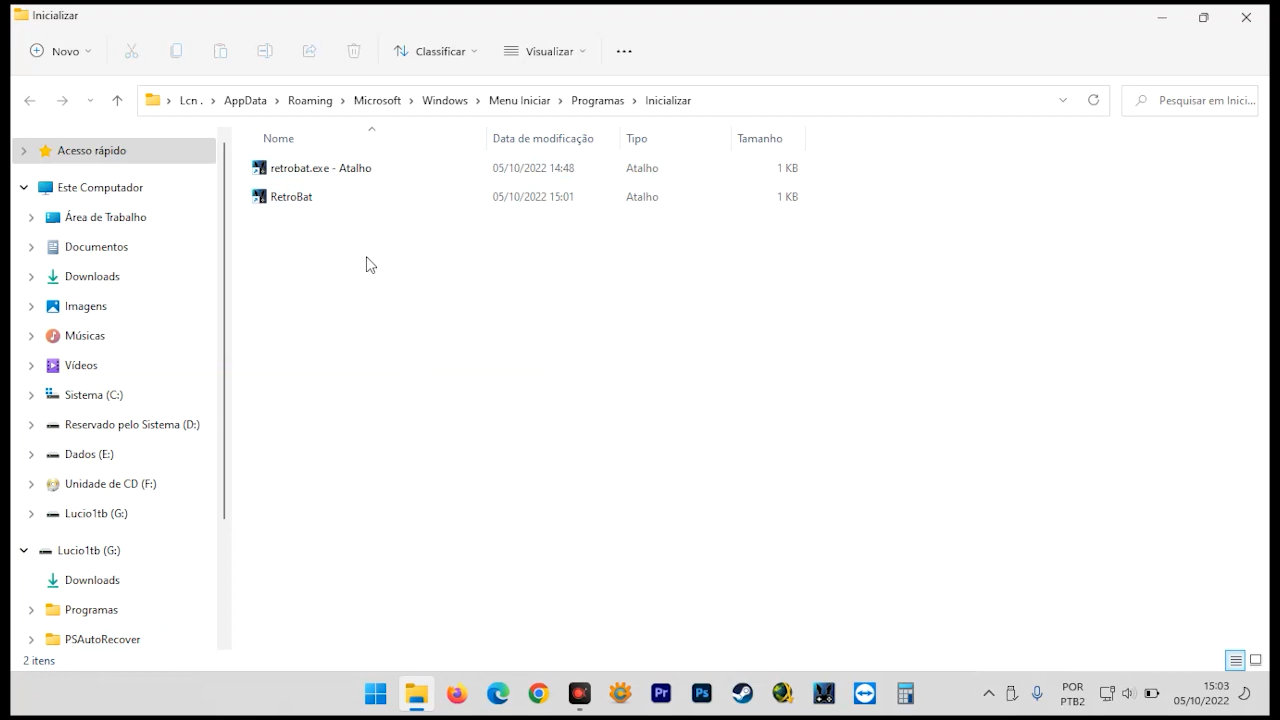 Inicializar
Novo
Classificar
Visualizar
Lcn . > AppData > Roaming > Microsoft > Windows > Menu Iniciar > Programas > Inicializar
Pesquisar em Inici...
Nome Data de modificação Tipo Tamanho
retrobat.exe - Atalho 05/10/2022 14:48 Atalho 1 KB
RetroBat 05/10/2022 15:01 Atalho 1 KB
Acesso rápido
Este Computador
Área de Trabalho
Documentos
Downloads
Imagens
Músicas
Vídeos
Sistema (C:)
Reservado pelo Sistema (D:)
Dados (E:)
Unidade de CD (F:)
Lucio1tb (G:)
Lucio1tb (G:)
Downloads
Programas
PSAutoRecover
2 itens
Pr
Ps
POR
PTB2
15:03
05/10/2022